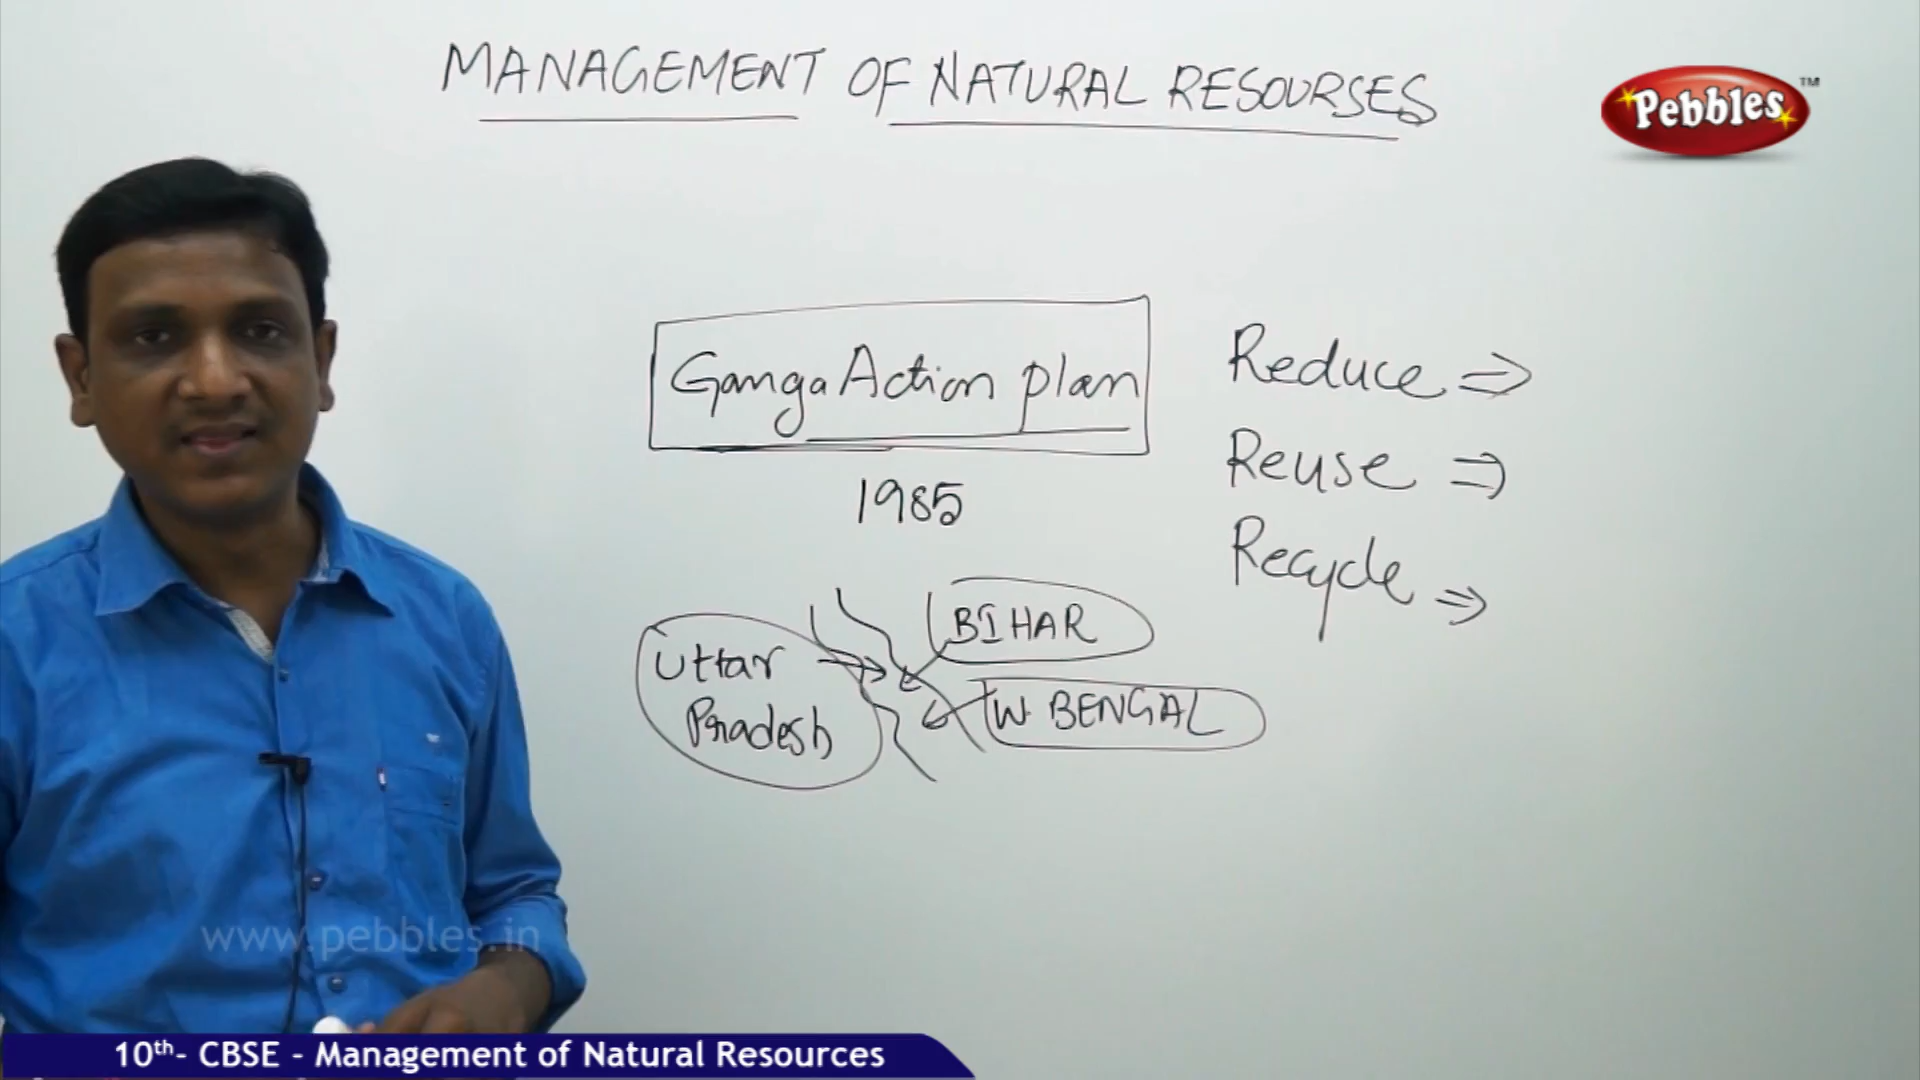 MANAGEMENT OF NATURAL RESOURSES
Pebbles™
Ganga Action plan
1985
Reduce ⇒
Reuse ⇒
Recycle ⇒
Uttar
Pradesh
BIHAR
W. BENGAL
www.pebbles.in
10th- CBSE - Management of Natural Resources